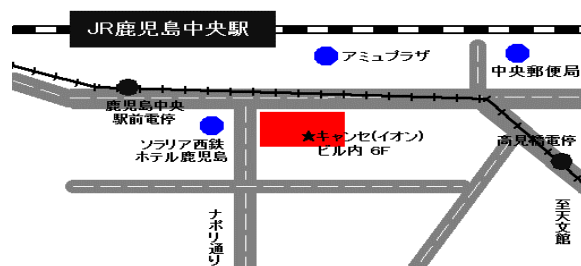 JR鹿児島中央駅
アミュプラザ
中央郵便局
鹿児島中央
駅前電停
ソラリア西鉄
ホテル鹿児島
★キャンセ(イオン)
ビル内 6F
高見橋電停
ナポリ通り
至天文館